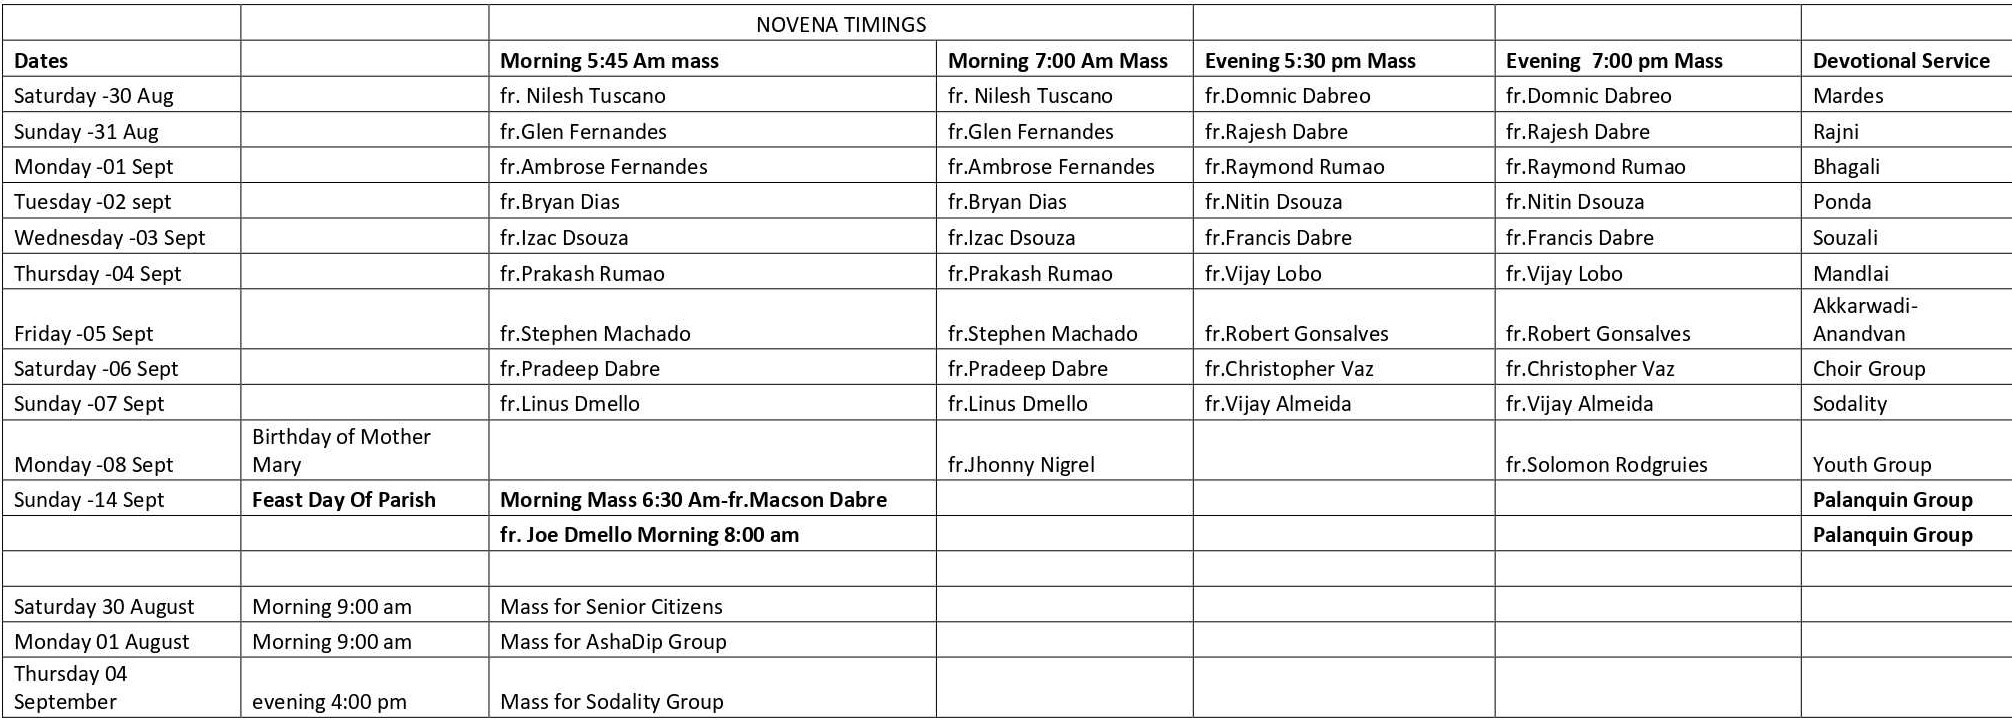 NOVENA TIMINGS
Dates Morning 5:45 Am mass Morning 7:00 Am Mass Evening 5:30 pm Mass Evening  7:00 pm Mass Devotional Service
Saturday -30 Aug fr. Nilesh Tuscano fr. Nilesh Tuscano fr.Domnic Dabreo fr.Domnic Dabreo Mardes
Sunday -31 Aug fr.Glen Fernandes fr.Glen Fernandes fr.Rajesh Dabre fr.Rajesh Dabre Rajni
Monday -01 Sept fr.Ambrose Fernandes fr.Ambrose Fernandes fr.Raymond Rumao fr.Raymond Rumao Bhagali
Tuesday -02 sept fr.Bryan Dias fr.Bryan Dias fr.Nitin Dsouza fr.Nitin Dsouza Ponda
Wednesday -03 Sept fr.Izac Dsouza fr.Izac Dsouza fr.Francis Dabre fr.Francis Dabre Souzali
Thursday -04 Sept fr.Prakash Rumao fr.Prakash Rumao fr.Vijay Lobo fr.Vijay Lobo Mandlai
Akkarwadi-
Friday -05 Sept fr.Stephen Machado fr.Stephen Machado fr.Robert Gonsalves fr.Robert Gonsalves Anandvan
Saturday -06 Sept fr.Pradeep Dabre fr.Pradeep Dabre fr.Christopher Vaz fr.Christopher Vaz Choir Group
Sunday -07 Sept fr.Linus Dmello fr.Linus Dmello fr.Vijay Almeida fr.Vijay Almeida Sodality
Birthday of Mother
Monday -08 Sept Mary fr.Jhonny Nigrel fr.Solomon Rodgruies Youth Group
Sunday -14 Sept Feast Day Of Parish Morning Mass 6:30 Am-fr.Macson Dabre Palanquin Group
fr. Joe Dmello Morning 8:00 am Palanquin Group
Saturday 30 August Morning 9:00 am Mass for Senior Citizens
Monday 01 August Morning 9:00 am Mass for AshaDip Group
Thursday 04
September evening 4:00 pm Mass for Sodality Group